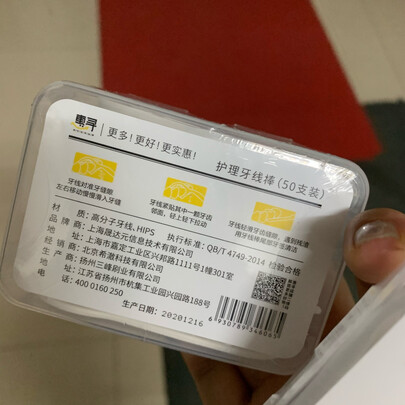 惠寻
更多!更好!更实惠!
护理牙线棒(50支装)
牙线对准牙缝隙
左右移动慢慢滑入牙缝
牙线紧贴其中一颗牙齿
邻面,轻上轻下拉动
牙线轻滑牙齿缝隙,遇到残渣
用牙线棒尾部牙签清洁
材质:高分子牙线、HIPS
执行标准:QB/T 4749-2014 检验合格
品牌商:上海晟达元信息技术有限公司
地址:上海市嘉定工业区兴邦路1111号1幢301室
经销商:北京希湛科技有限公司
生产商:扬州三峰刷业有限公司
地址:江苏省扬州市杭集工业园兴园路188号
电话:400 0160 250
生产日期:20201216